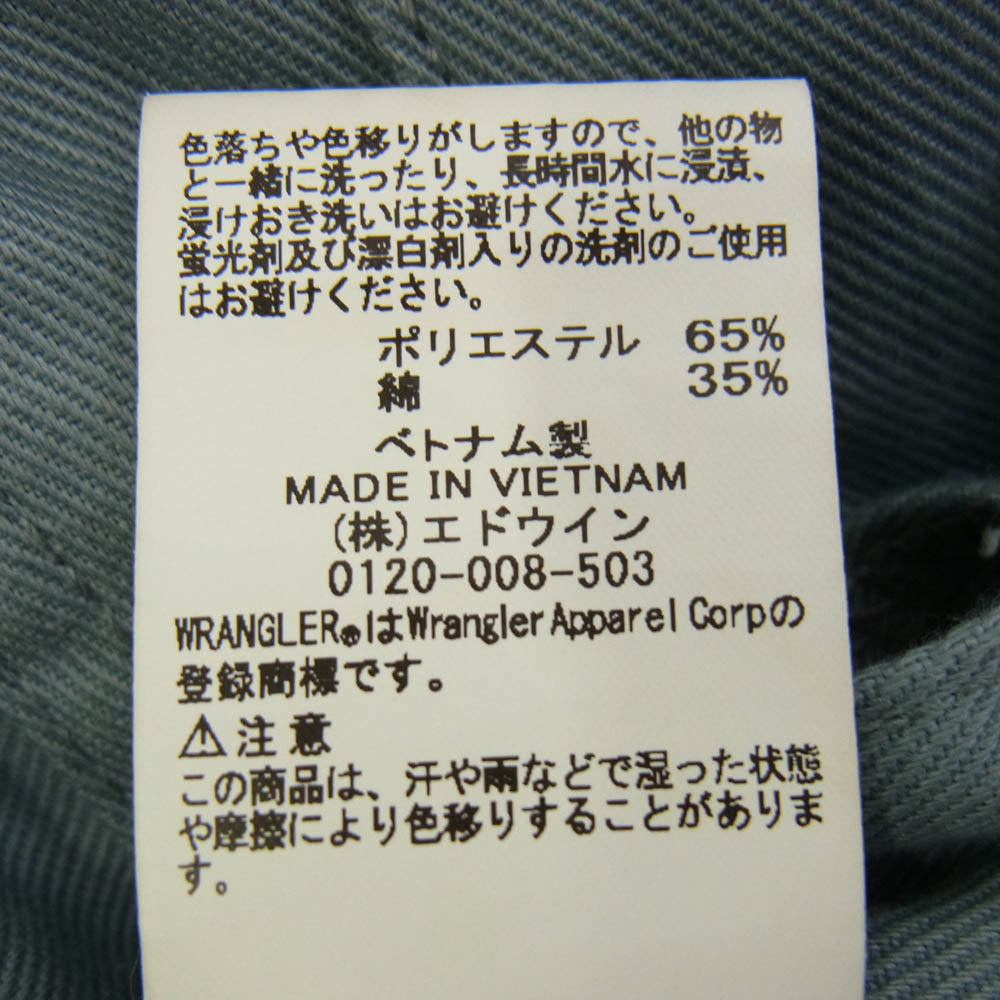 色落ちや色移りがしますので、他の物
と一緒に洗ったり、長時間水に浸漬、
浸けおき洗いはお避けください。
蛍光剤及び漂白剤入りの洗剤のご使用
はお避けください。
ポリエステル 65%
綿 35%
ベトナム製
MADE IN VIETNAM
(株)エドウイン
0120-008-503
WRANGLER®はWrangler Apparel Corpの
登録商標です。
⚠注意
この商品は、汗や雨などで湿った状態
や摩擦により色移りすることがありま
す。